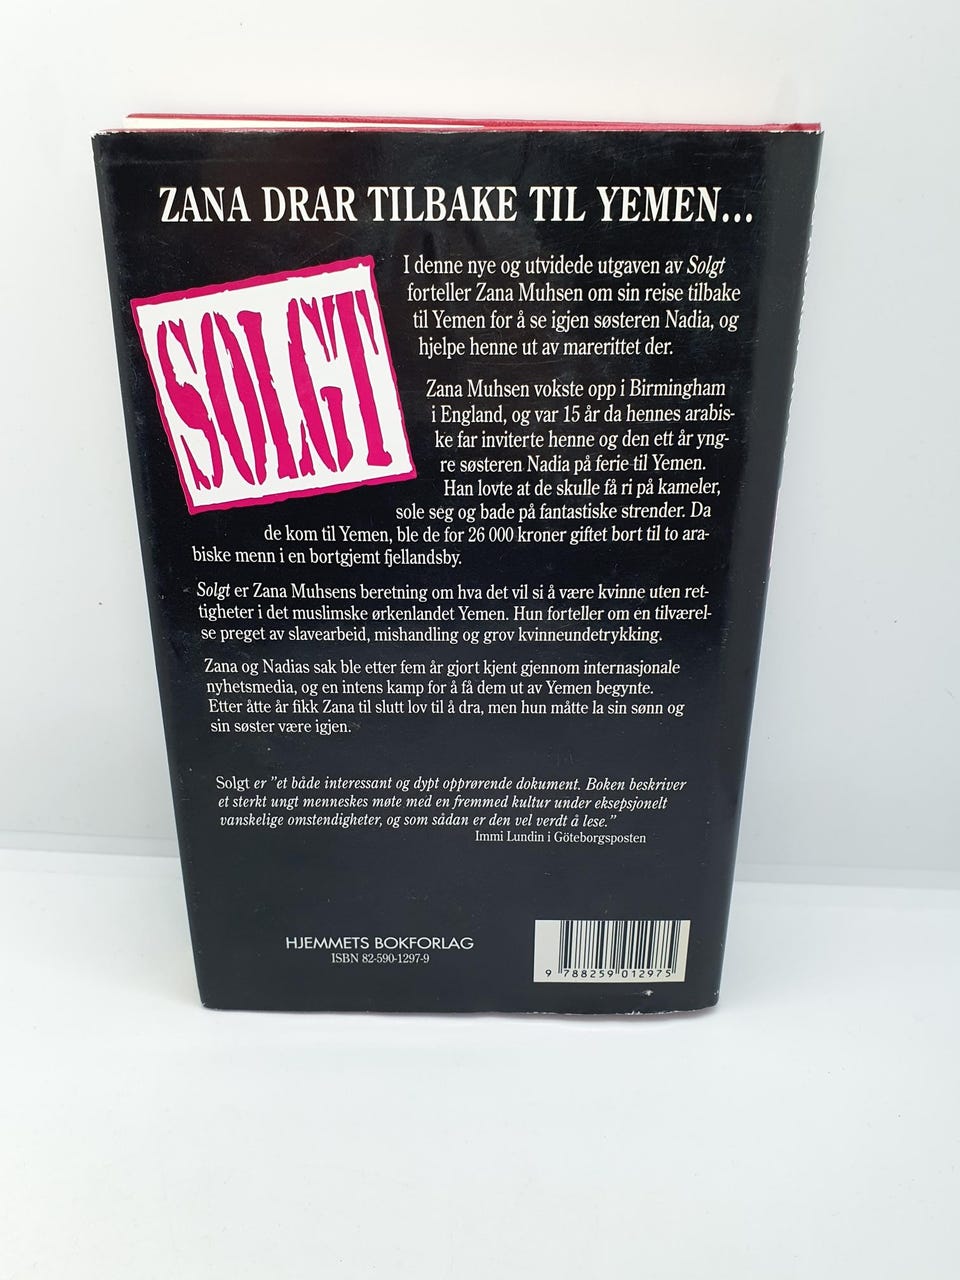 ZANA DRAR TILBAKE TIL YEMEN...
SOLGT
I denne nye og utvidede utgaven av Solgt
forteller Zana Muhsen om sin reise tilbake
til Yemen for å se igjen søsteren Nadia, og
hjelpe henne ut av marerittet der.
Zana Muhsen vokste opp i Birmingham
i England, og var 15 år da hennes arabis-
ke far inviterte henne og den ett år yng-
re søsteren Nadia på ferie til Yemen.
Han lovte at de skulle få ri på kameler,
sole seg og bade på fantastiske strender. Da
de kom til Yemen, ble de for 26 000 kroner giftet bort til to ara-
biske menn i en bortgjemt fjellandsby.
Solgt er Zana Muhsens beretning om hva det vil si å være kvinne uten ret-
tigheter i det muslimske ørkenlandet Yemen. Hun forteller om en tilværel-
se preget av slavearbeid, mishandling og grov kvinneundetrykking.
Zana og Nadias sak ble etter fem år gjort kjent gjennom internasjonale
nyhetsmedia, og en intens kamp for å få dem ut av Yemen begynte.
Etter åtte år fikk Zana til slutt lov til å dra, men hun måtte la sin sønn og
sin søster være igjen.
Solgt er "et både interessant og dypt opprørende dokument. Boken beskriver
et sterkt ungt menneskes møte med en fremmed kultur under eksepsjonelt
vanskelige omstendigheter, og som sådan er den vel verdt å lese."
Immi Lundin i Göteborgsposten
HJEMMETS BOKFORLAG
ISBN 82-590-1297-9
9 788259 012975